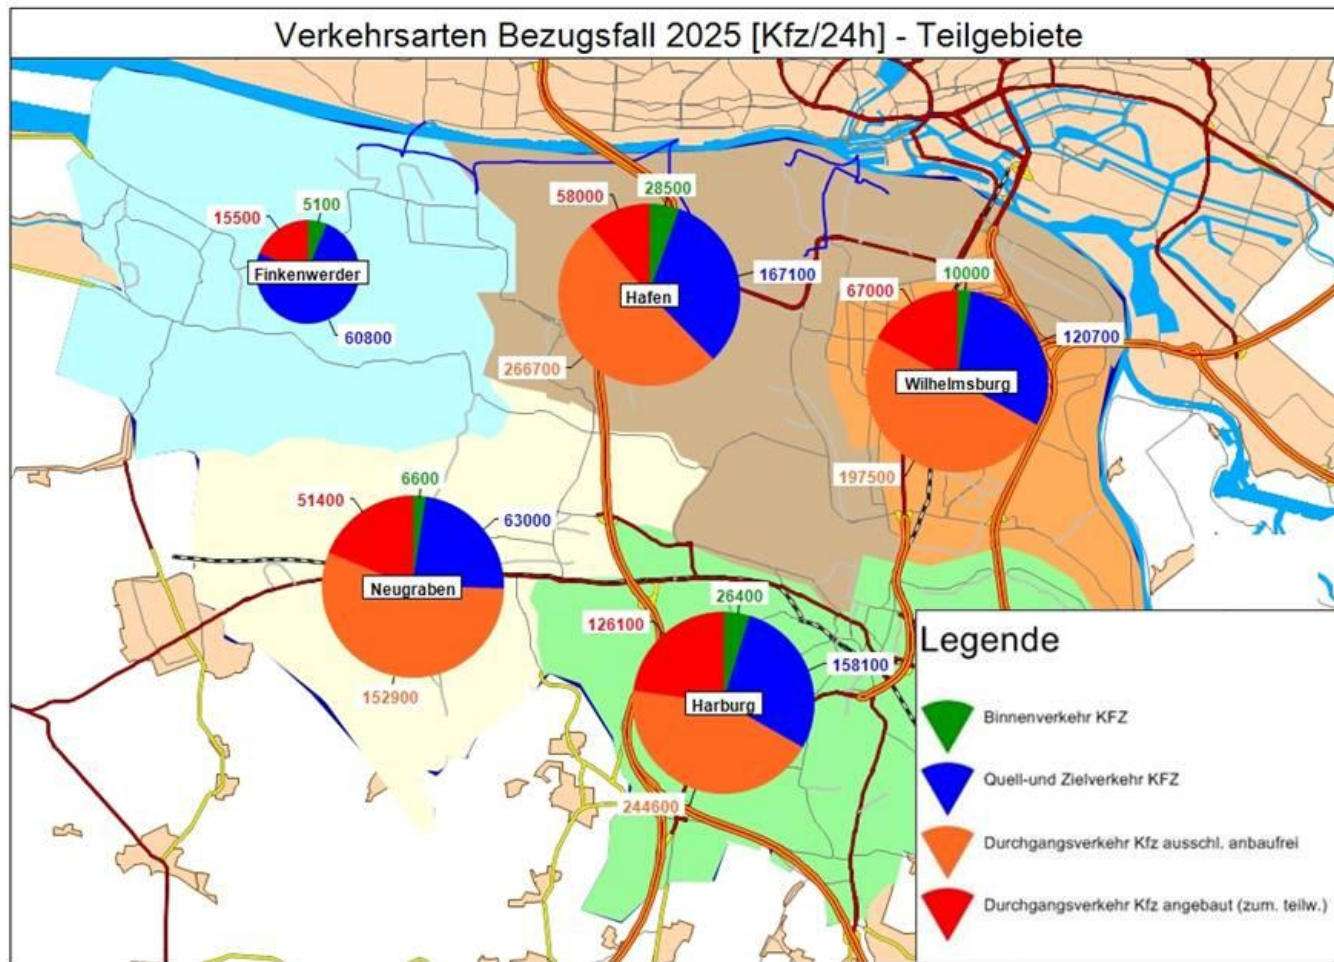 Verkehrsarten Bezugsfall 2025 [Kfz/24h] - Teilgebiete
15500
5100
Finkenwerder
60800
58000
28500
167100
Hafen
266700
67000
10000
120700
Wilhelmsburg
197500
51400
6600
63000
Neugraben
152900
126100
26400
158100
Harburg
244600
Legende
Binnenverkehr KFZ
Quell-und Zielverkehr KFZ
Durchgangsverkehr Kfz ausschl. anbaufrei
Durchgangsverkehr Kfz angebaut (zum. teilw.)